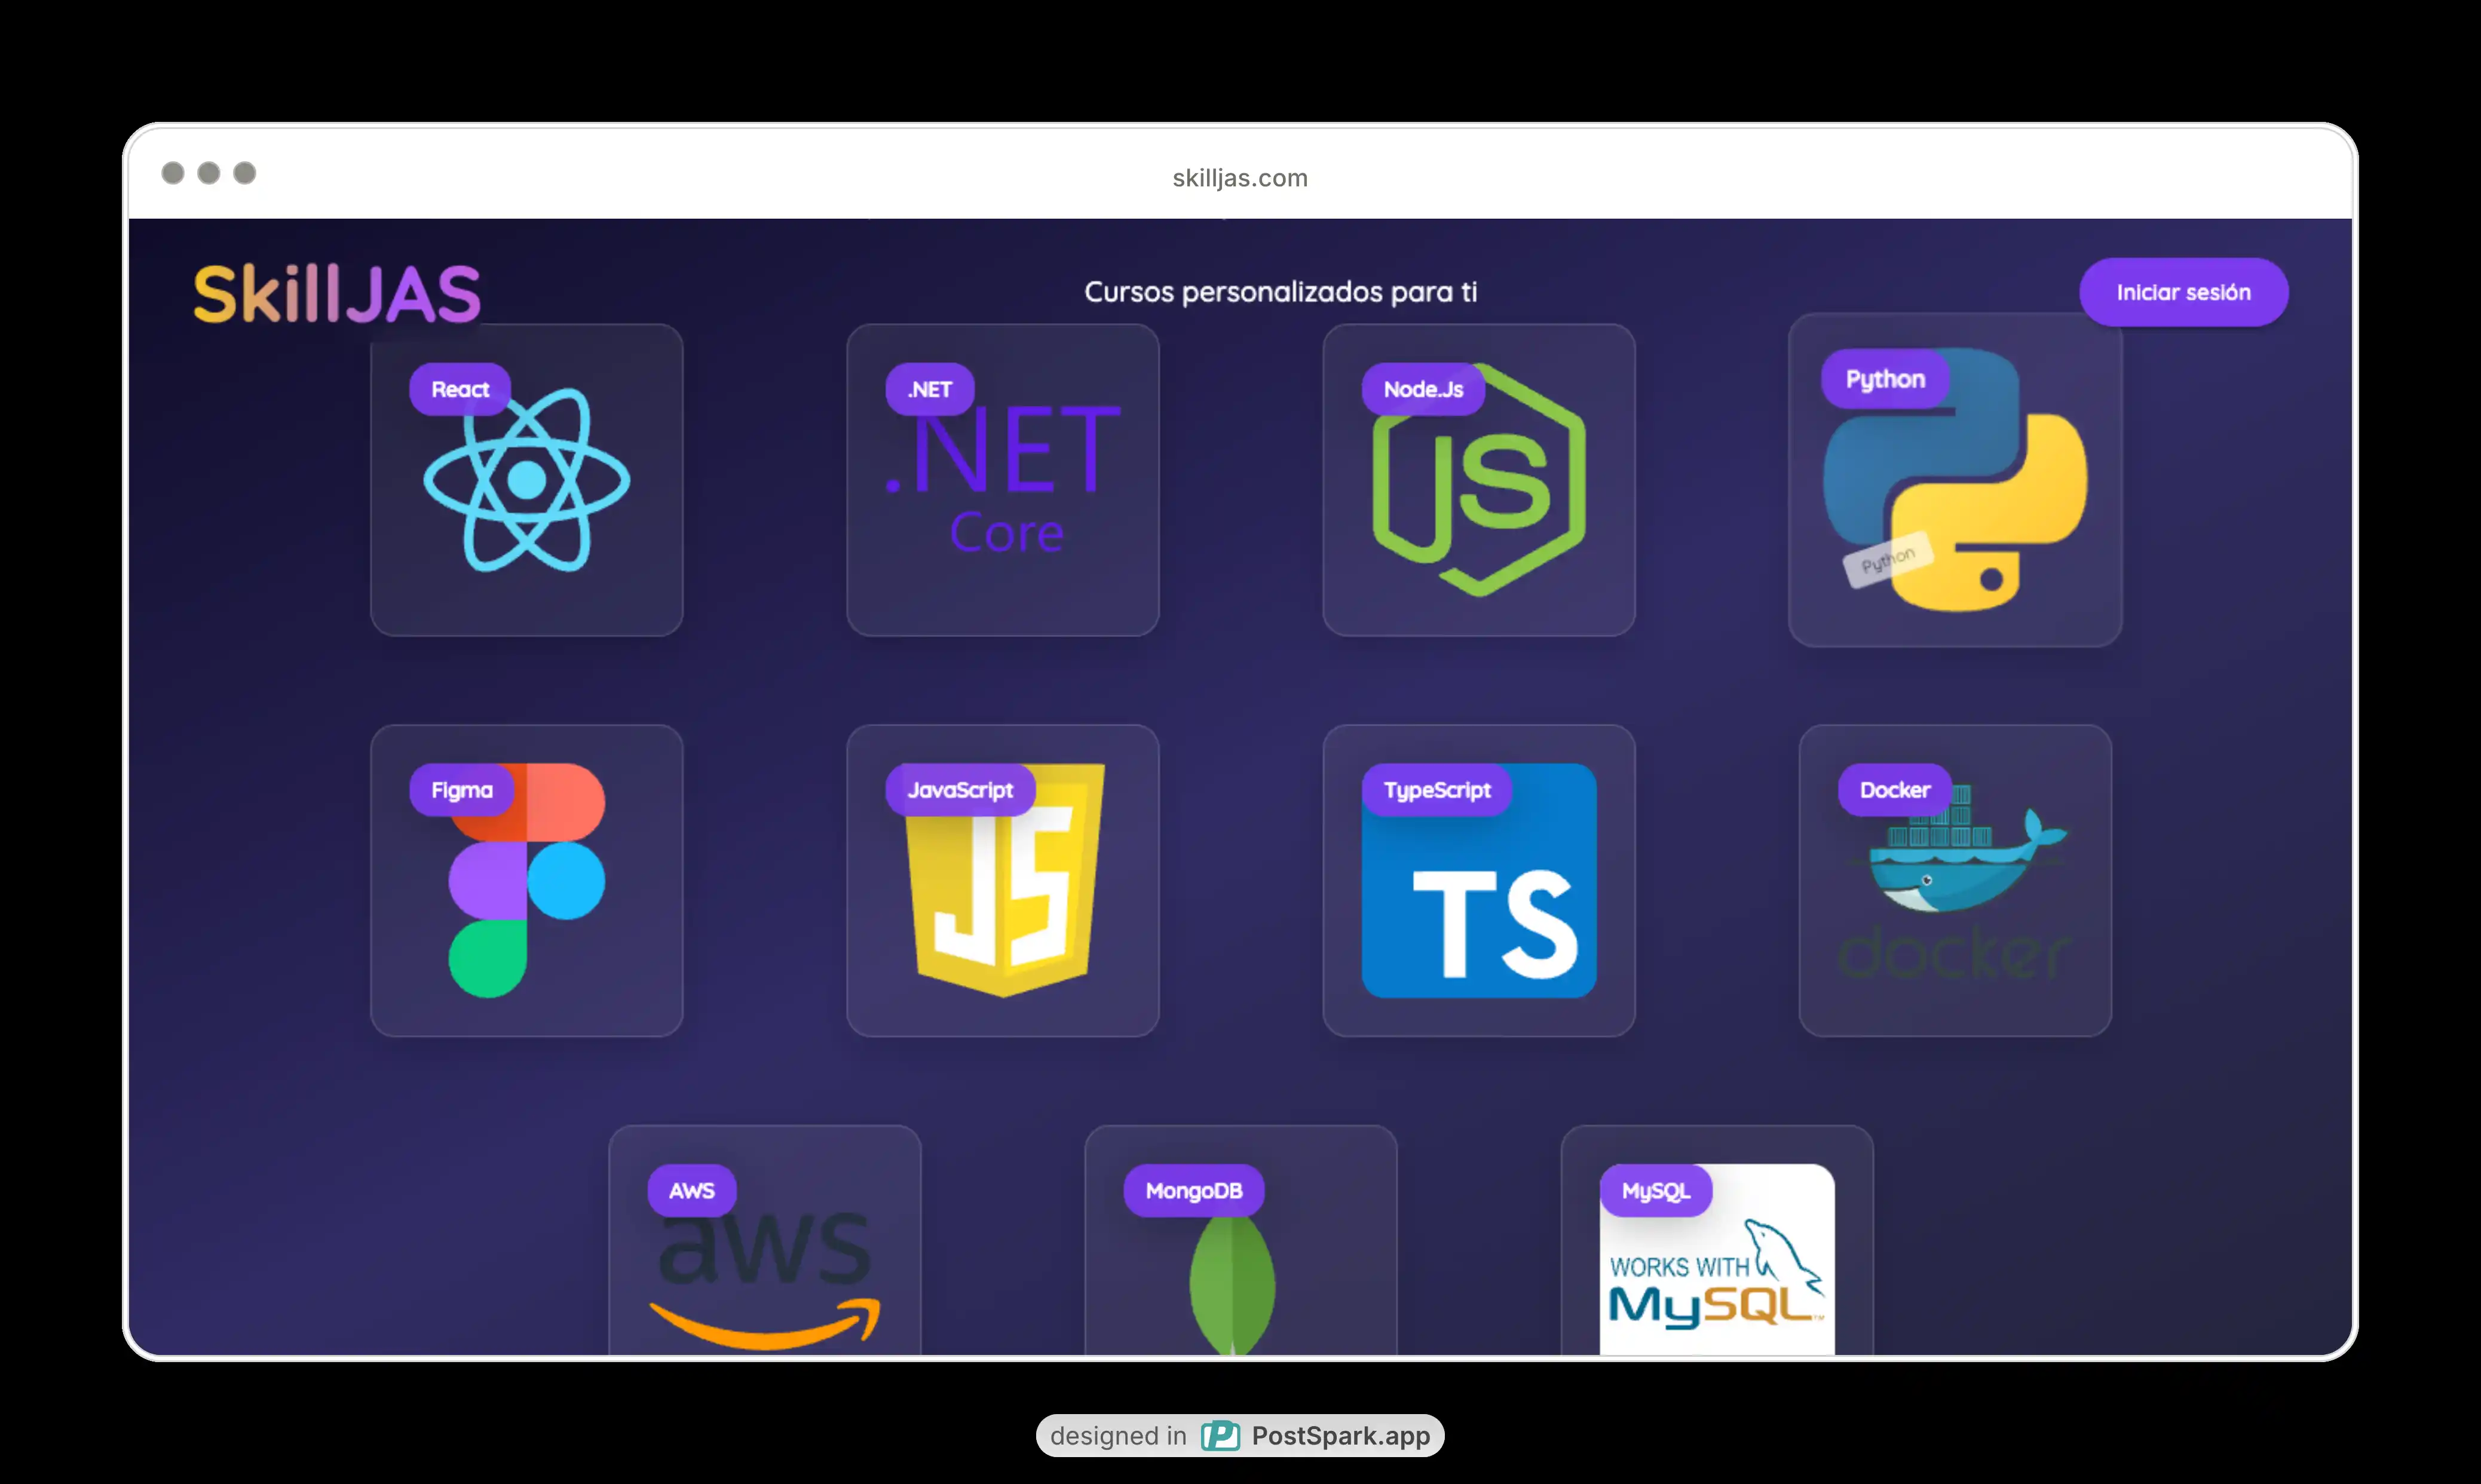 skilljas.com
SkillJAS
Cursos personalizados para ti
Iniciar sesión
React
.NET
.NET
Core
Node.Js
JS
Python
Python
Figma
JavaScript
JS
TypeScript
TS
Docker
docker
AWS
aws
MongoDB
MySQL
WORKS WITH
MySQL™
designed in PostSpark.app